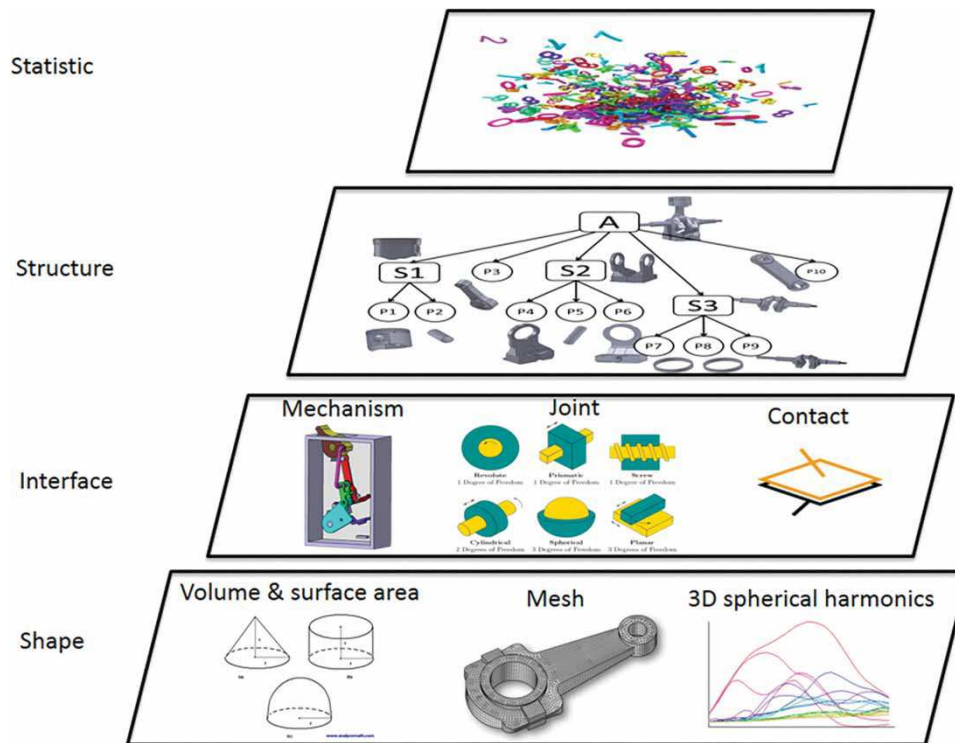 Statistic
Structure
A
S1
P3
S2
P10
P1
P2
P4
P5
P6
S3
P7
P8
P9
Interface
Mechanism
Joint
Contact
Revolute
1 Degree of Freedom
Prismatic
1 Degree of Freedom
Screw
1 Degree of Freedom
Cylindrical
2 Degrees of Freedom
Spherical
3 Degrees of Freedom
Planar
3 Degrees of Freedom
Shape
Volume & surface area
Mesh
3D spherical harmonics